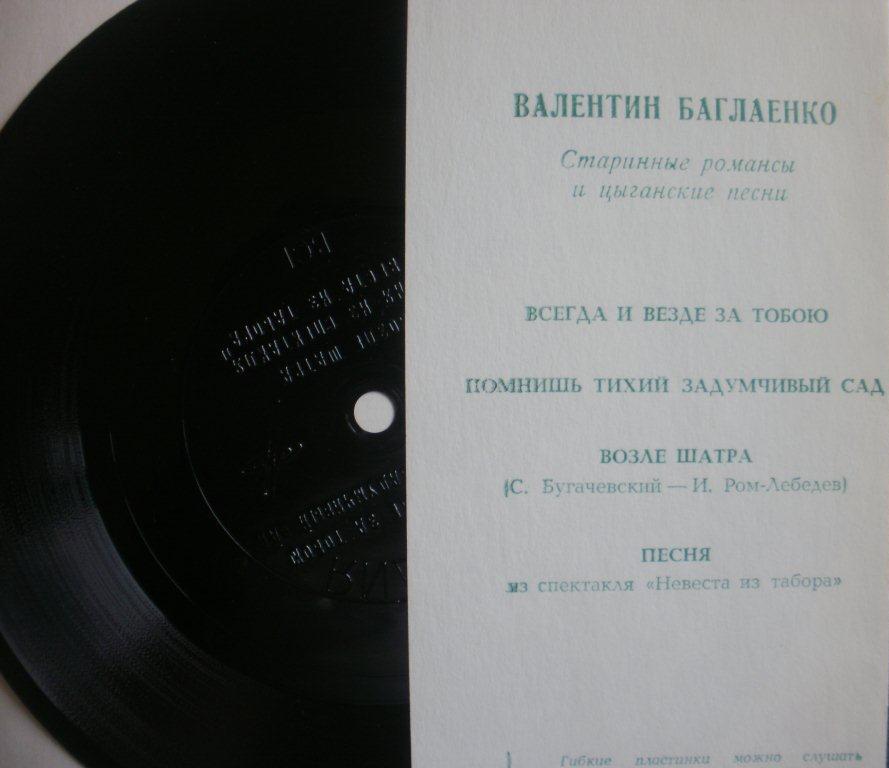 ВАЛЕНТИН БАГЛАЕНКО
Старинные романсы
и цыганские песни
ВСЕГДА И ВЕЗДЕ ЗА ТОБОЮ
ПОМНИШЬ ТИХИЙ ЗАДУМЧИВЫЙ САД
ВОЗЛЕ ШАТРА
(С. Бугачевский — И. Ром-Лебедев)
ПЕСНЯ
из спектакля «Невеста из табора»
Гибкие пластинки можно слушать